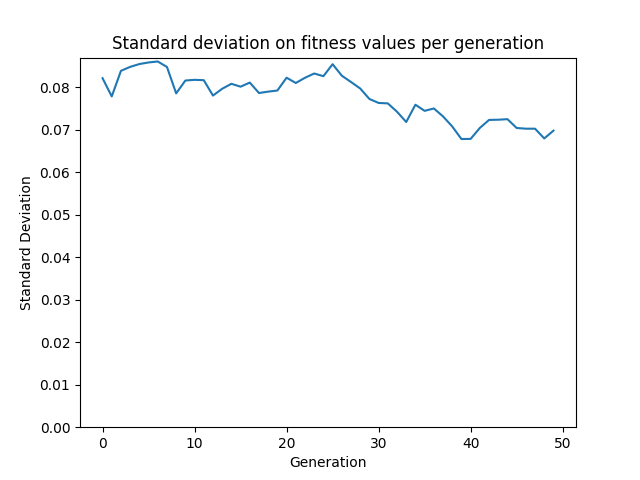 Standard deviation on fitness values per generation
Standard Deviation
0.08
0.07
0.06
0.05
0.04
0.03
0.02
0.01
0.00
0 10 20 30 40 50
Generation